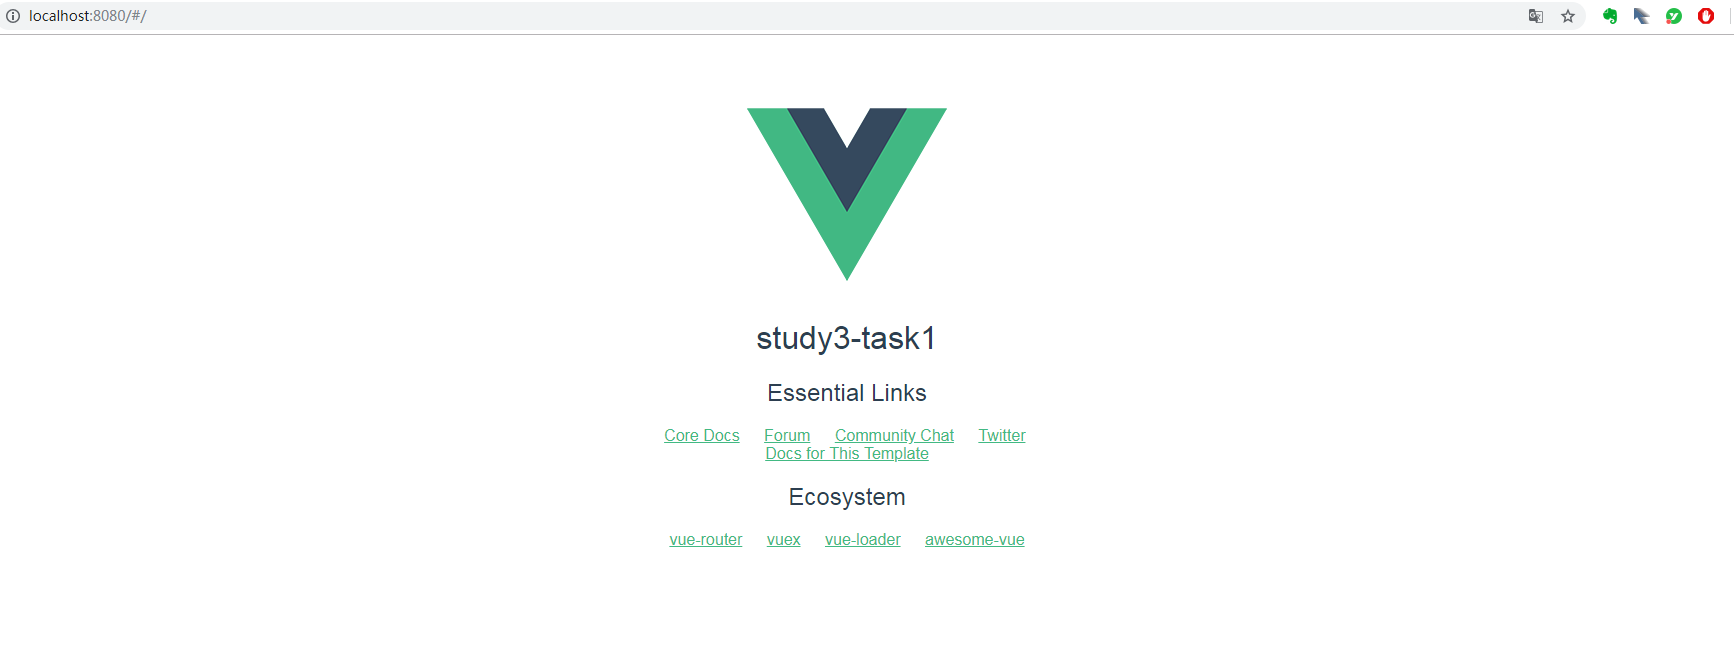 localhost:8080/#/
study3-task1
Essential Links
Core Docs Forum Community Chat Twitter
Docs for This Template
Ecosystem
vue-router vuex vue-loader awesome-vue